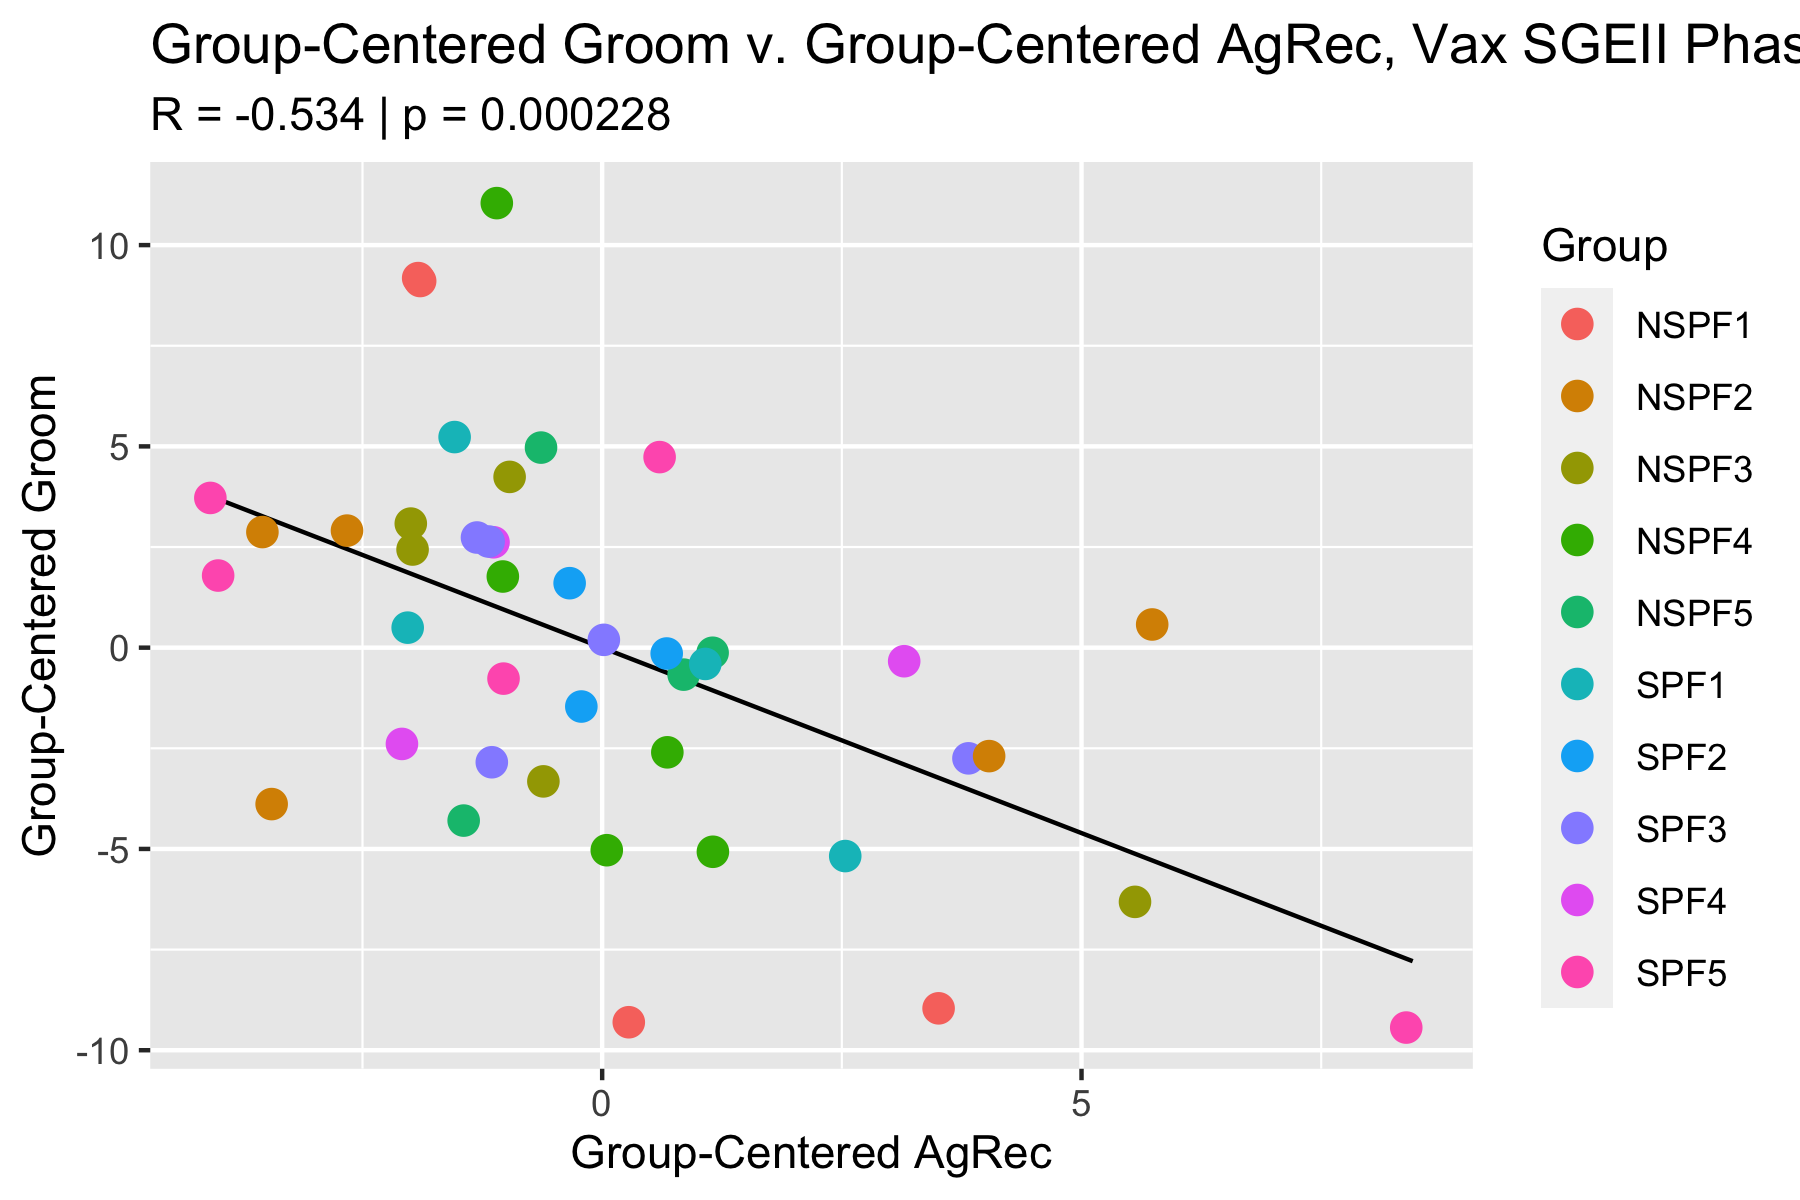 Group-Centered Groom v. Group-Centered AgRec, Vax SGEII Phas
R = -0.534 | p = 0.000228
Group-Centered Groom
10
5
0
-5
-10
0
5
Group-Centered AgRec
Group
NSPF1
NSPF2
NSPF3
NSPF4
NSPF5
SPF1
SPF2
SPF3
SPF4
SPF5